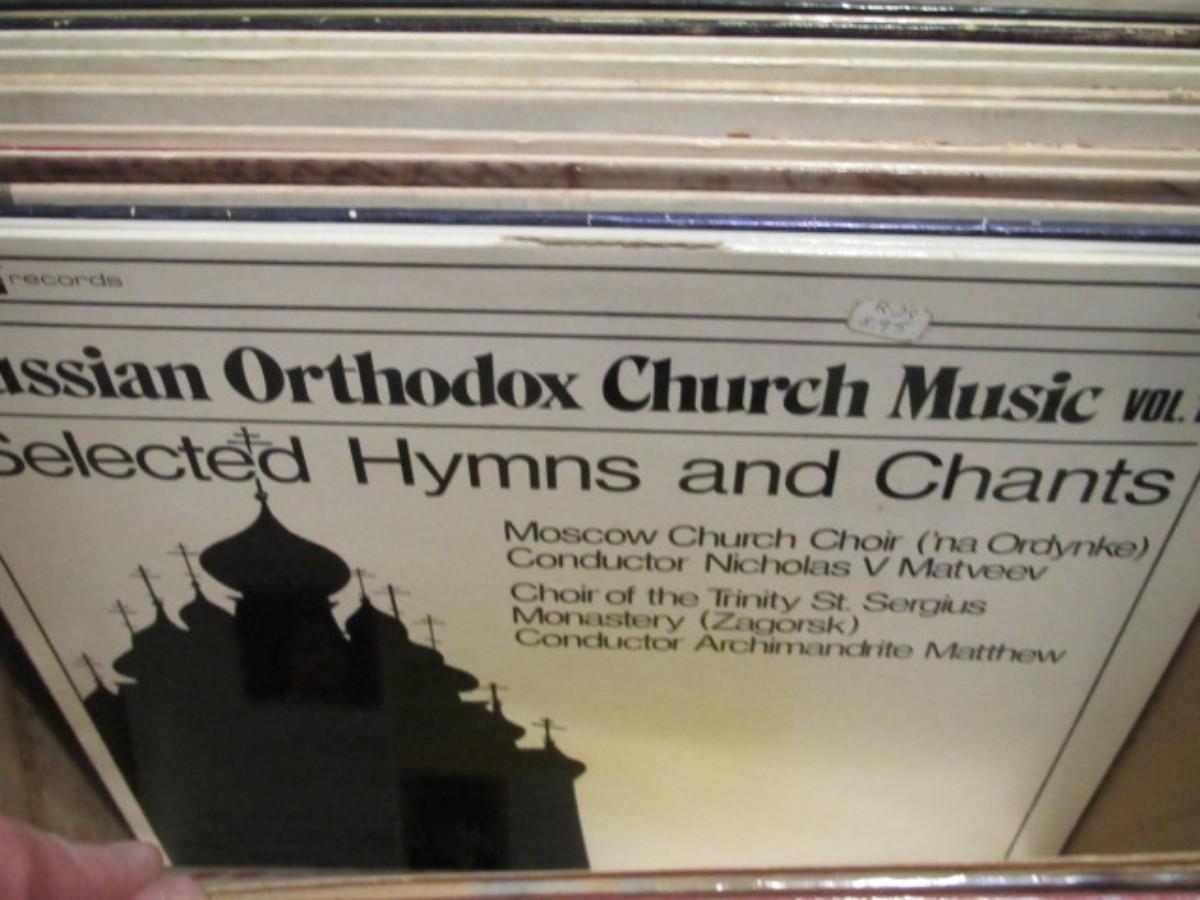 records
ussian Orthodox Church Music VOL.
Selected Hymns and Chants
Moscow Church Choir ('na Ordynke)
Conductor Nicholas V Matveev
Choir of the Trinity St. Sergius
Monastery (Zagorsk)
Conductor Archimandrite Matthew